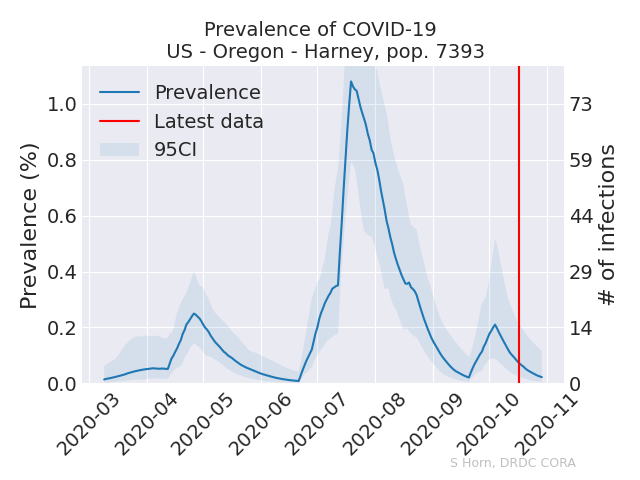 Prevalence of COVID-19
US - Oregon - Harney, pop. 7393
Prevalence
Latest data
95CI
Prevalence (%)
1.0
0.8
0.6
0.4
0.2
0.0
73
59
44
29
14
0
# of infections
2020-03
2020-04
2020-05
2020-06
2020-07
2020-08
2020-09
2020-10
2020-11
S Horn, DRDC CORA